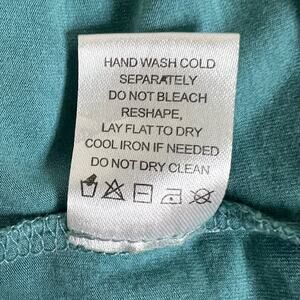 HAND WASH COLD
SEPARATELY
DO NOT BLEACH
RESHAPE,
LAY FLAT TO DRY
COOL IRON IF NEEDED
DO NOT DRY CLEAN